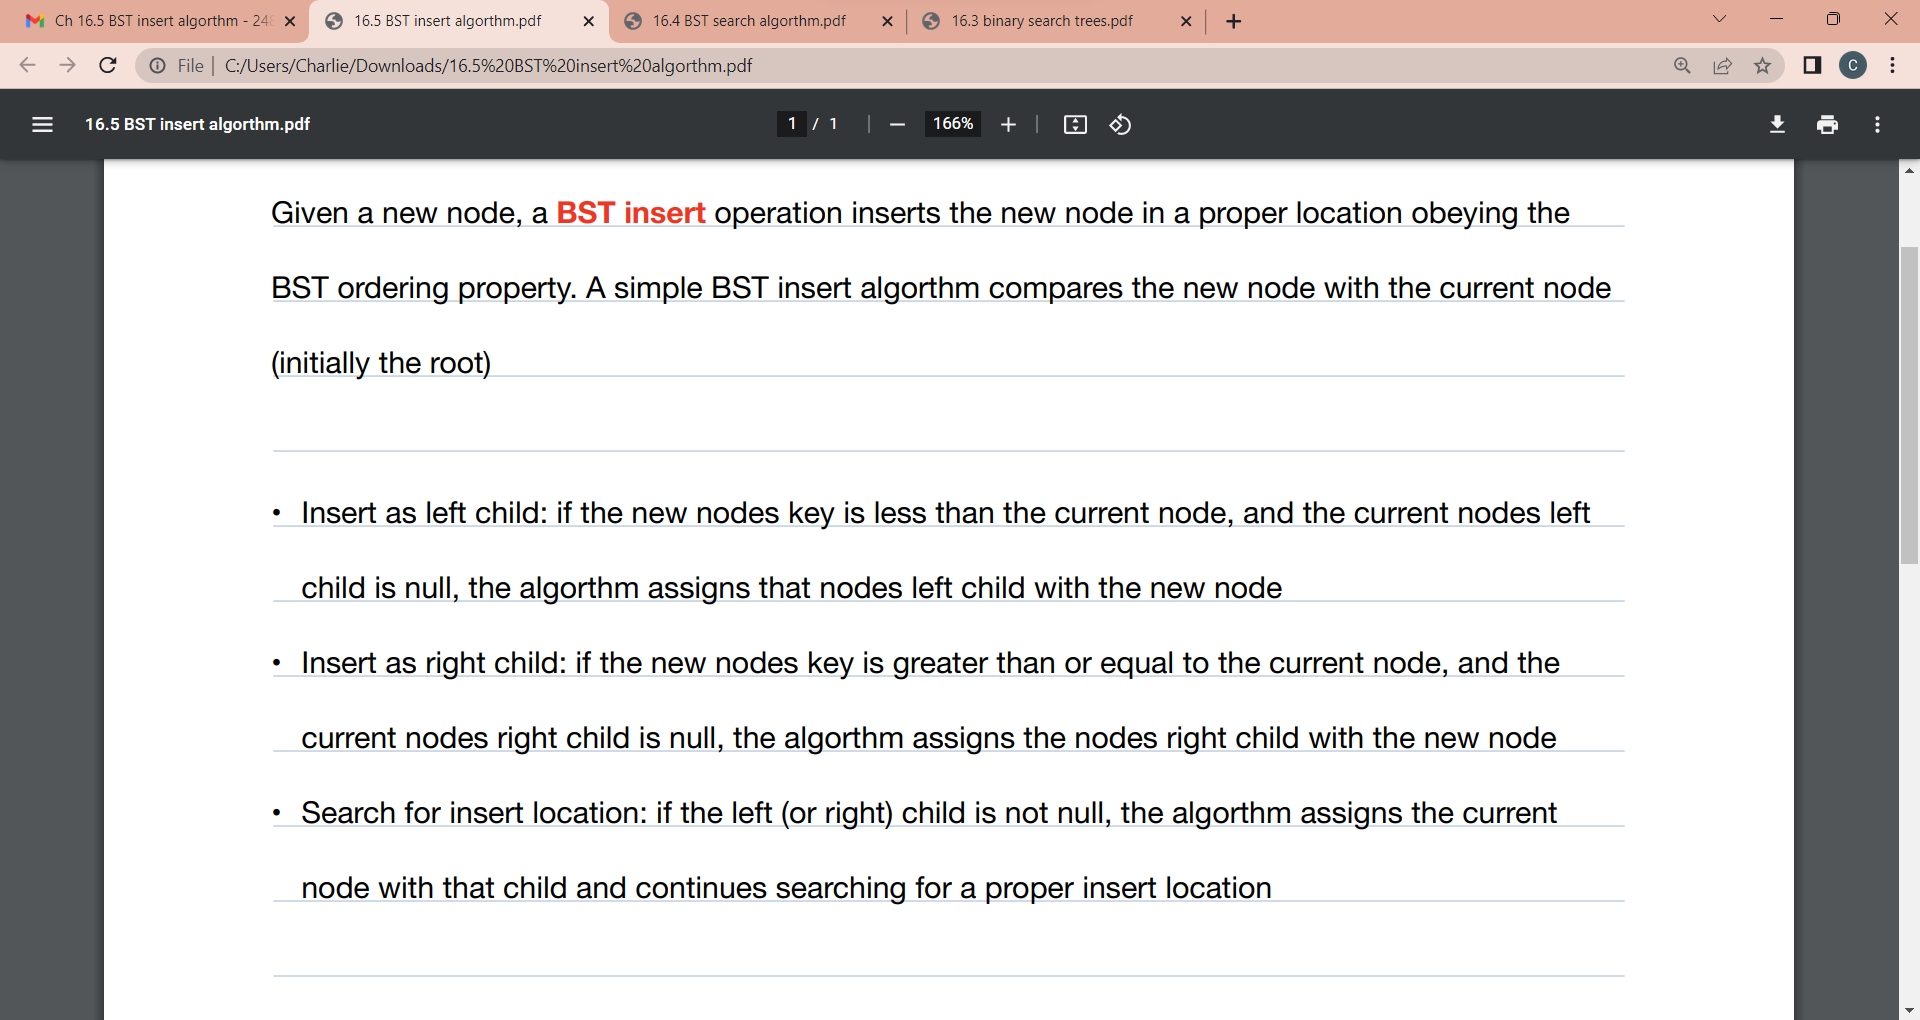 Ch 16.5 BST insert algorthm - 248
16.5 BST insert algorthm.pdf
16.4 BST search algorthm.pdf
16.3 binary search trees.pdf
File
C:/Users/Charlie/Downloads/16.5%20BST%20insert%20algorthm.pdf
C
16.5 BST insert algorthm.pdf
1 / 1
166%
Given a new node, a BST insert operation inserts the new node in a proper location obeying the
BST ordering property. A simple BST insert algorthm compares the new node with the current node
(initially the root)
• Insert as left child: if the new nodes key is less than the current node, and the current nodes left
child is null, the algorthm assigns that nodes left child with the new node
• Insert as right child: if the new nodes key is greater than or equal to the current node, and the
current nodes right child is null, the algorthm assigns the nodes right child with the new node
• Search for insert location: if the left (or right) child is not null, the algorthm assigns the current
node with that child and continues searching for a proper insert location